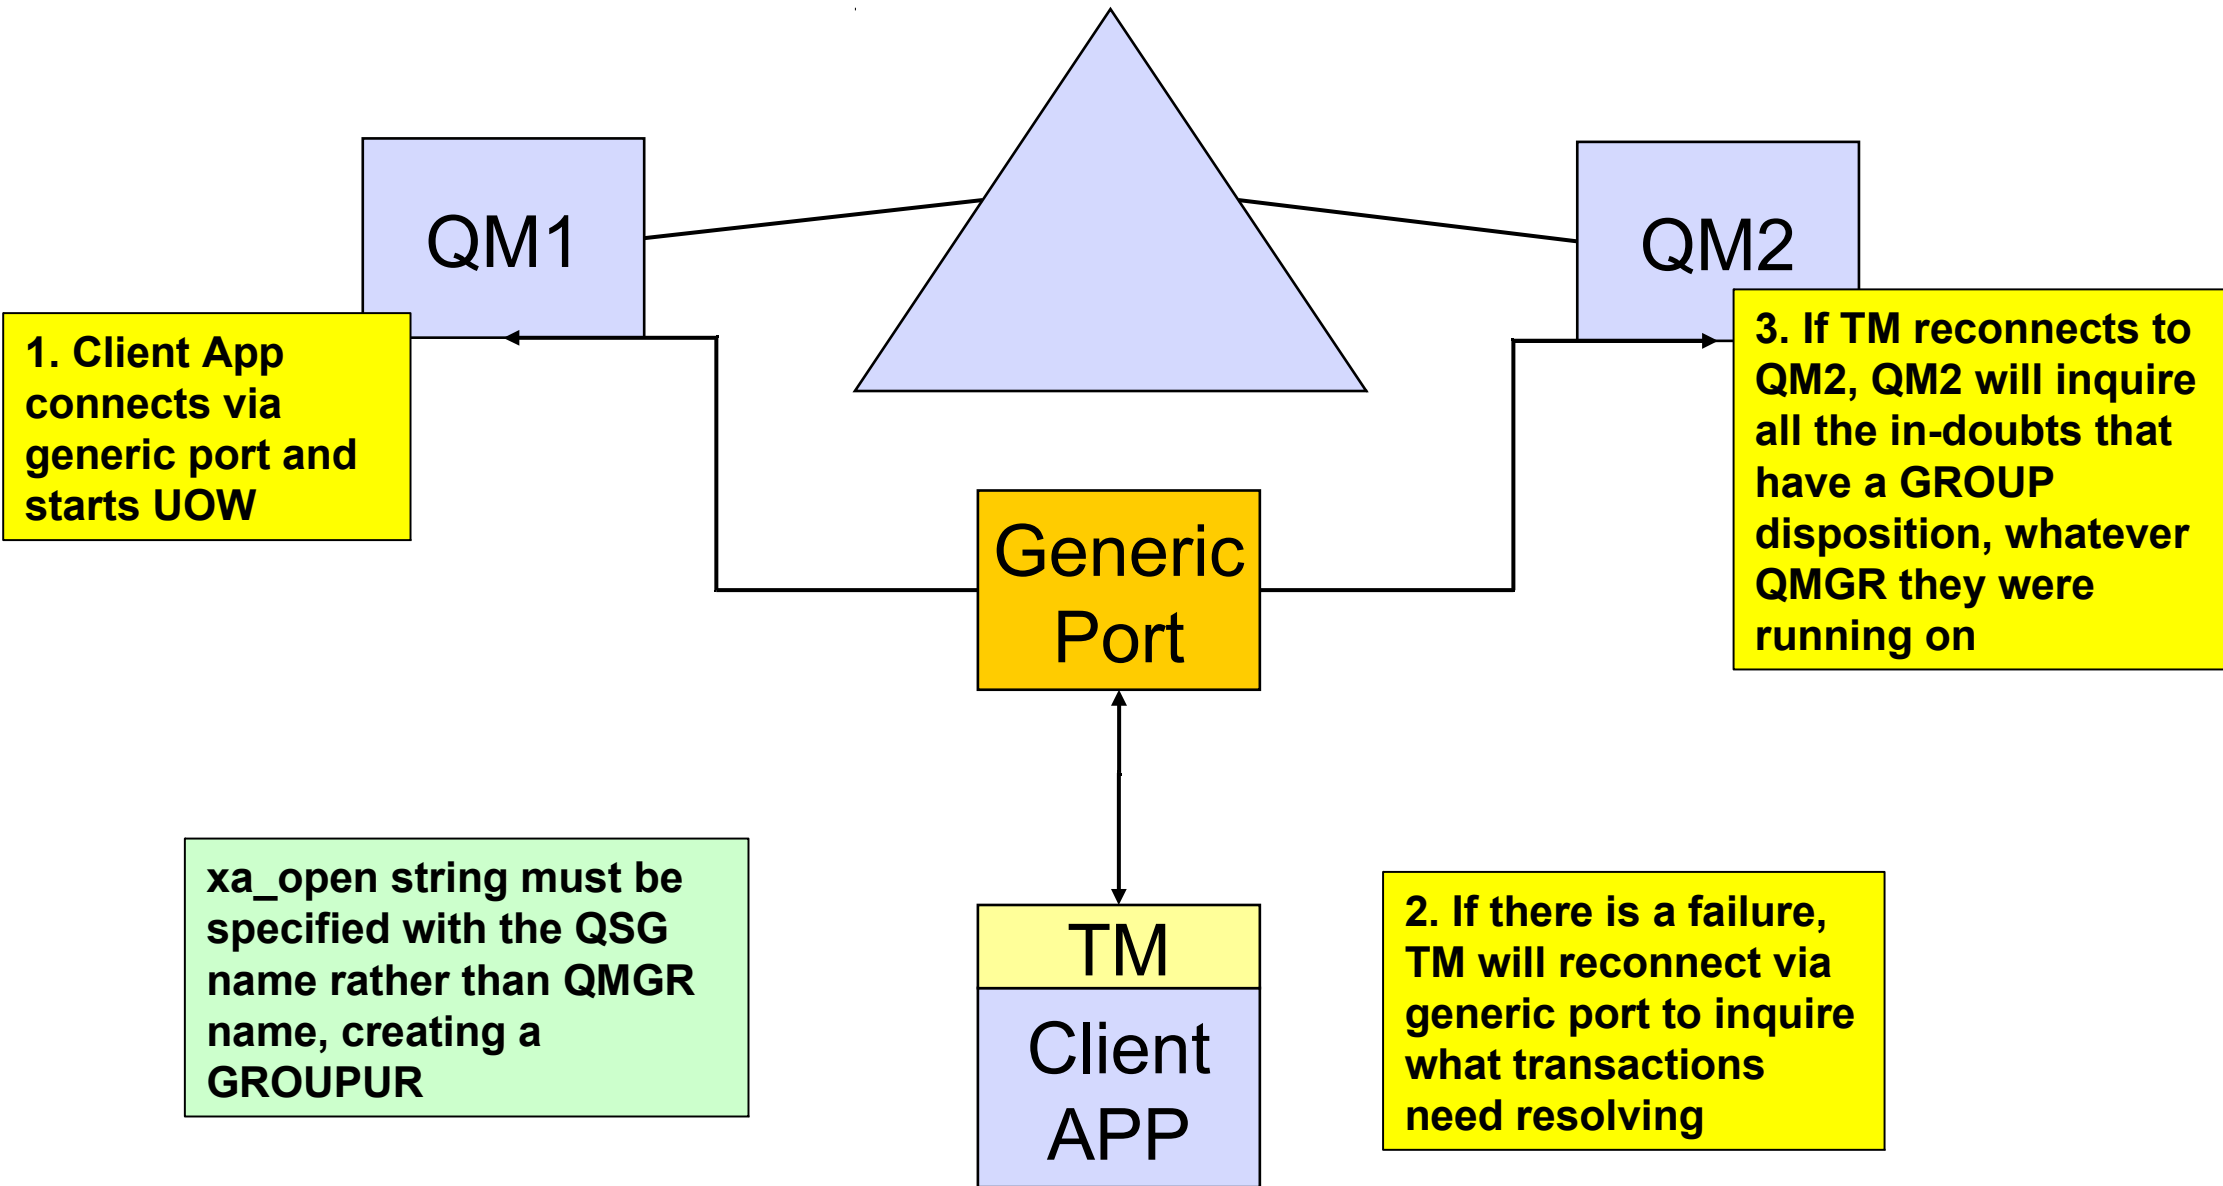 QM1
QM2
1. Client App
connects via
generic port and
starts UOW
3. If TM reconnects to
QM2, QM2 will inquire
all the in-doubts that
have a GROUP
disposition, whatever
QMGR they were
running on
Generic
Port
xa_open string must be
specified with the QSG
name rather than QMGR
name, creating a
GROUPUR
TM
Client
APP
2. If there is a failure,
TM will reconnect via
generic port to inquire
what transactions
need resolving